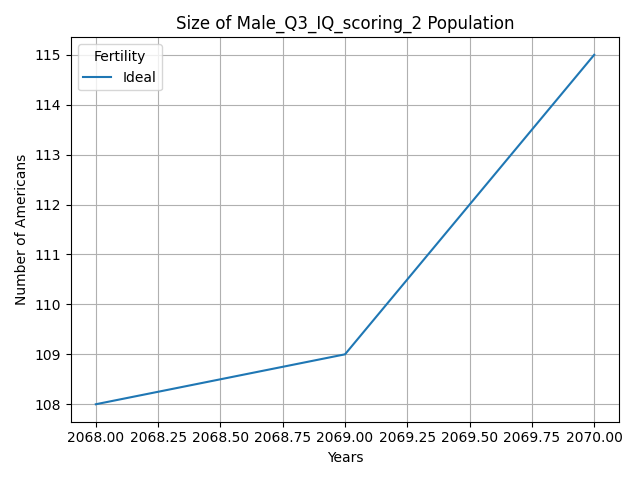 Size of Male_Q3_IQ_scoring_2 Population
Fertility
Ideal
Number of Americans
115
114
113
112
111
110
109
108
2068.00 2068.25 2068.50 2068.75 2069.00 2069.25 2069.50 2069.75 2070.00
Years